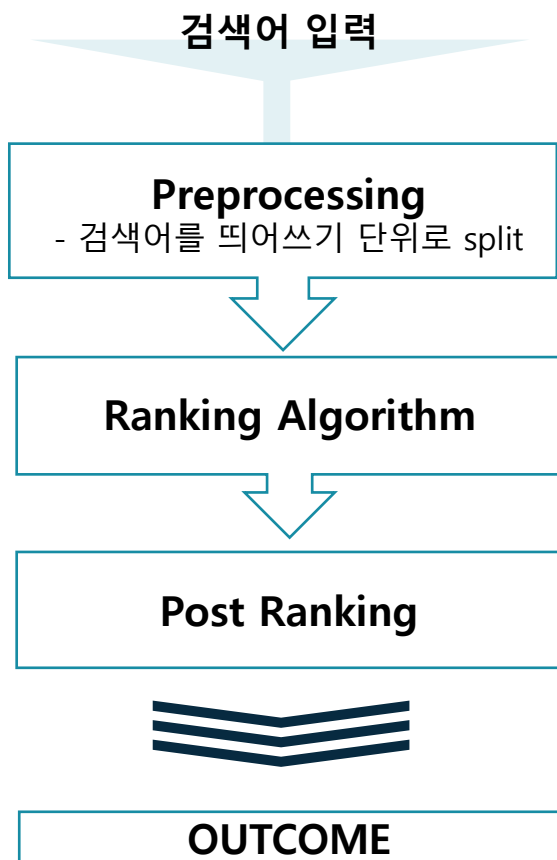 검색어 입력
Preprocessing
- 검색어를 띄어쓰기 단위로 split
Ranking Algorithm
Post Ranking
OUTCOME